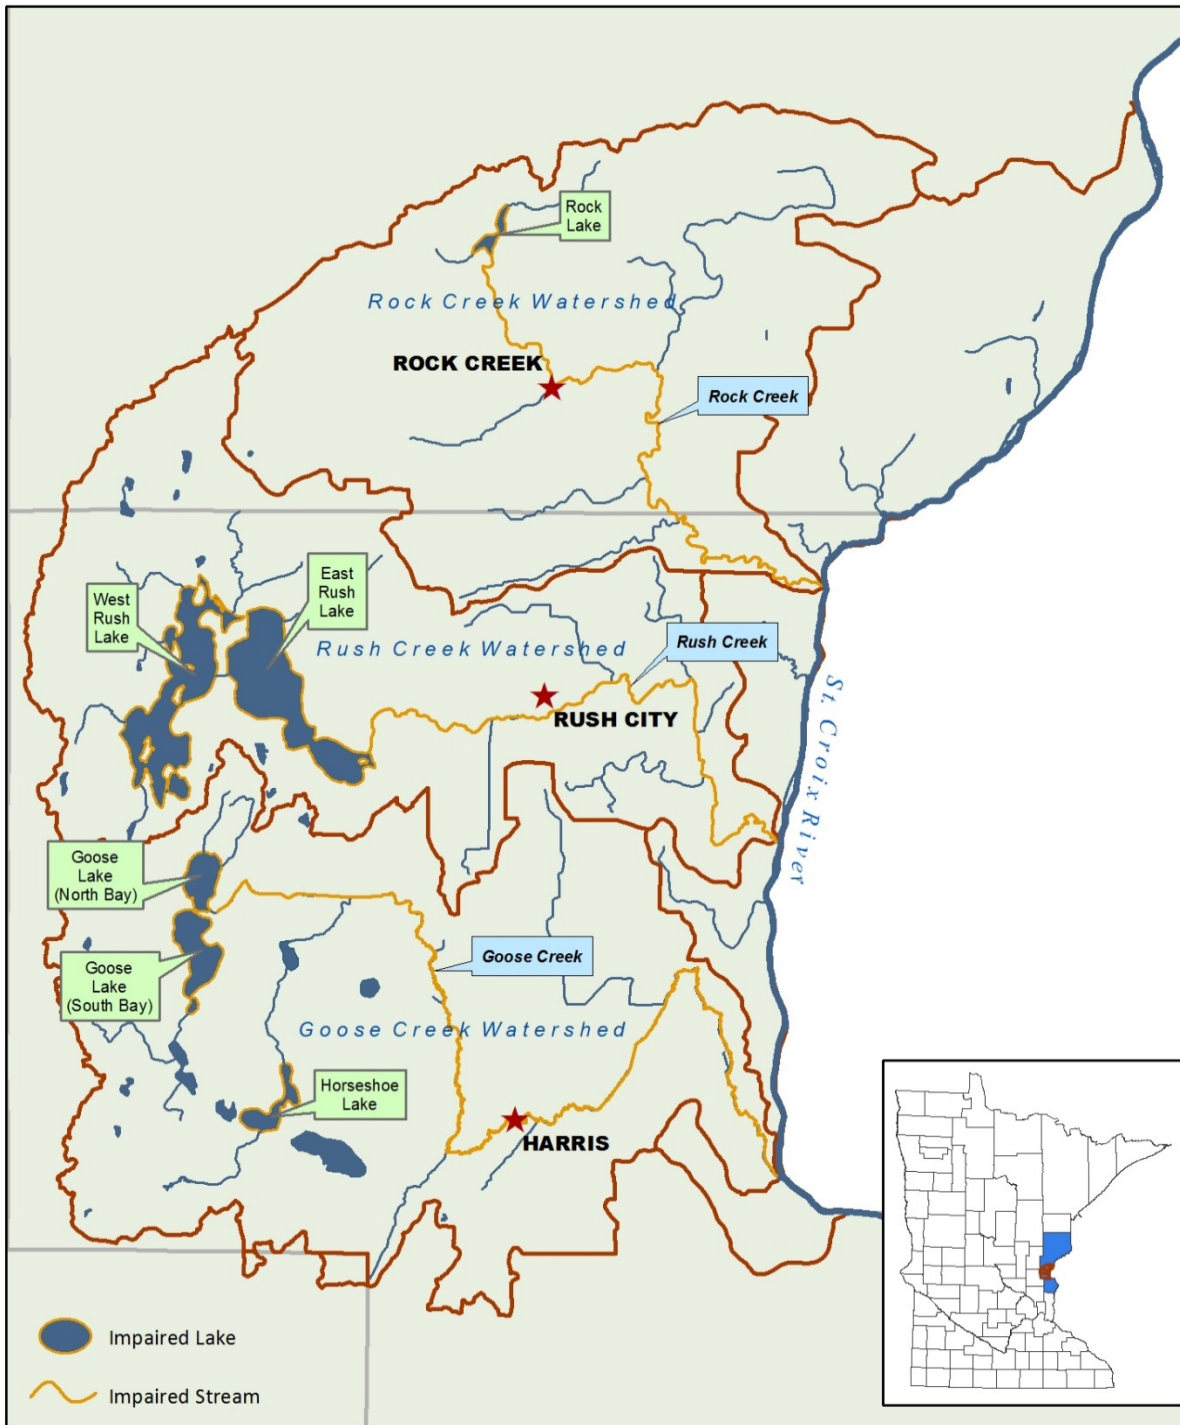 Rock
Lake
Rock Creek Watershed
ROCK CREEK
Rock Creek
East
Rush
Lake
West
Rush
Lake
Rush Creek Watershed
Rush Creek
RUSH CITY
St. Croix River
Goose
Lake
(North Bay)
Goose
Lake
(South Bay)
Goose Creek
Goose Creek Watershed
Horseshoe
Lake
HARRIS
Impaired Lake
Impaired Stream